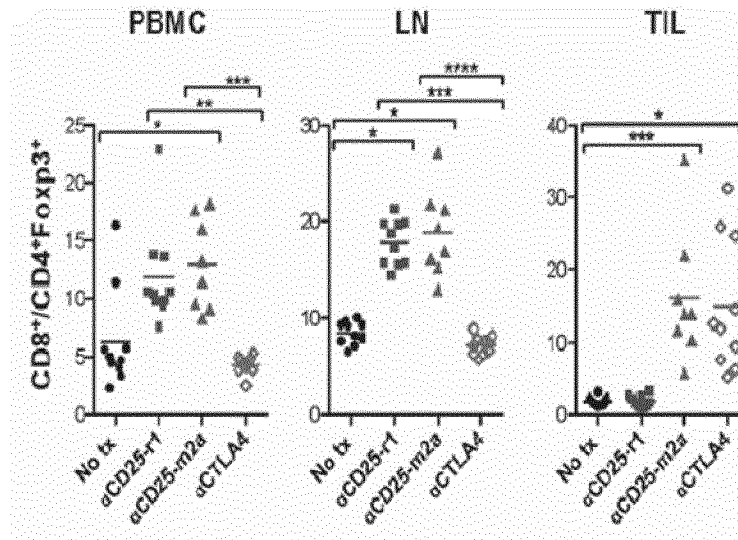 PBMC LN TIL
CD8⁺/CD4⁺Foxp3⁺
***
**
*
25
20
15
10
5
0
No tx
αCD25-r1
αCD25-m2a
αCTLA4
****
***
*
*
30
20
10
0
No tx
αCD25-r1
αCD25-m2a
αCTLA4
*
***
40
30
20
10
0
No tx
αCD25-r1
αCD25-m2a
αCTLA4